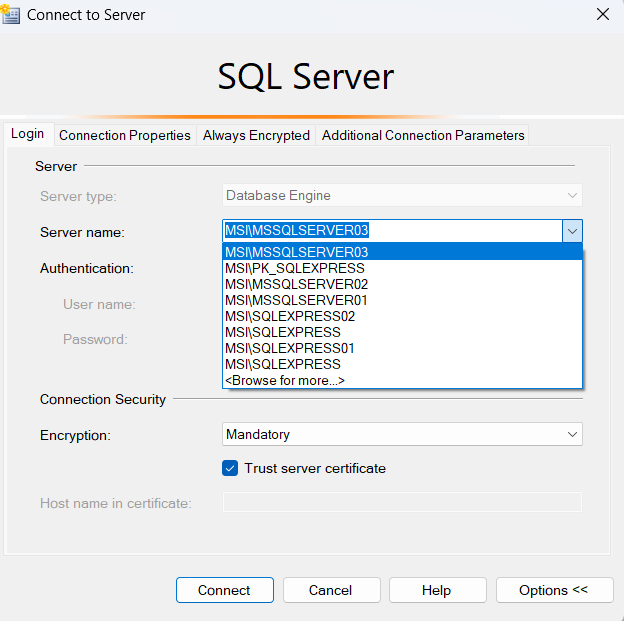 Connect to Server
SQL Server
Login Connection Properties Always Encrypted Additional Connection Parameters
Server
Server type: Database Engine
Server name: MSI\MSSQLSERVER03
MSI\MSSQLSERVER03
Authentication: MSI\PK_SQLEXPRESS
MSI\MSSQLSERVER02
User name: MSI\MSSQLSERVER01
MSI\SQLEXPRESS02
Password: MSI\SQLEXPRESS
MSI\SQLEXPRESS01
MSI\SQLEXPRESS
<Browse for more...>
Connection Security
Encryption: Mandatory
Trust server certificate
Host name in certificate:
Connect Cancel Help Options <<